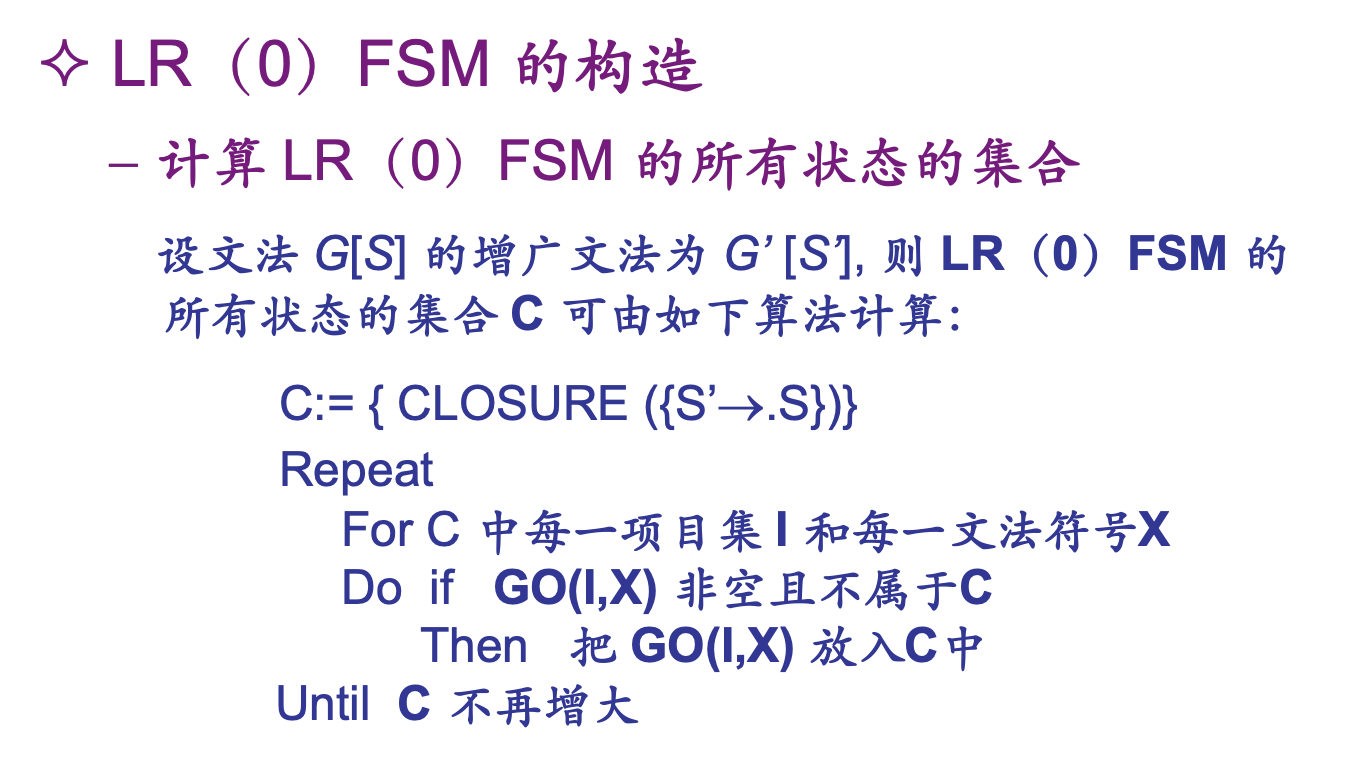 ✧ LR（0）FSM 的构造
– 计算 LR（0）FSM 的所有状态的集合
设文法 G[S] 的增广文法为 G’ [S’], 则 LR（0）FSM 的
所有状态的集合 C 可由如下算法计算：
C:= { CLOSURE ({S’→.S})}
Repeat
For C 中每一项目集 I 和每一文法符号X
Do if GO(I,X) 非空且不属于C
Then 把 GO(I,X) 放入C中
Until C 不再增大